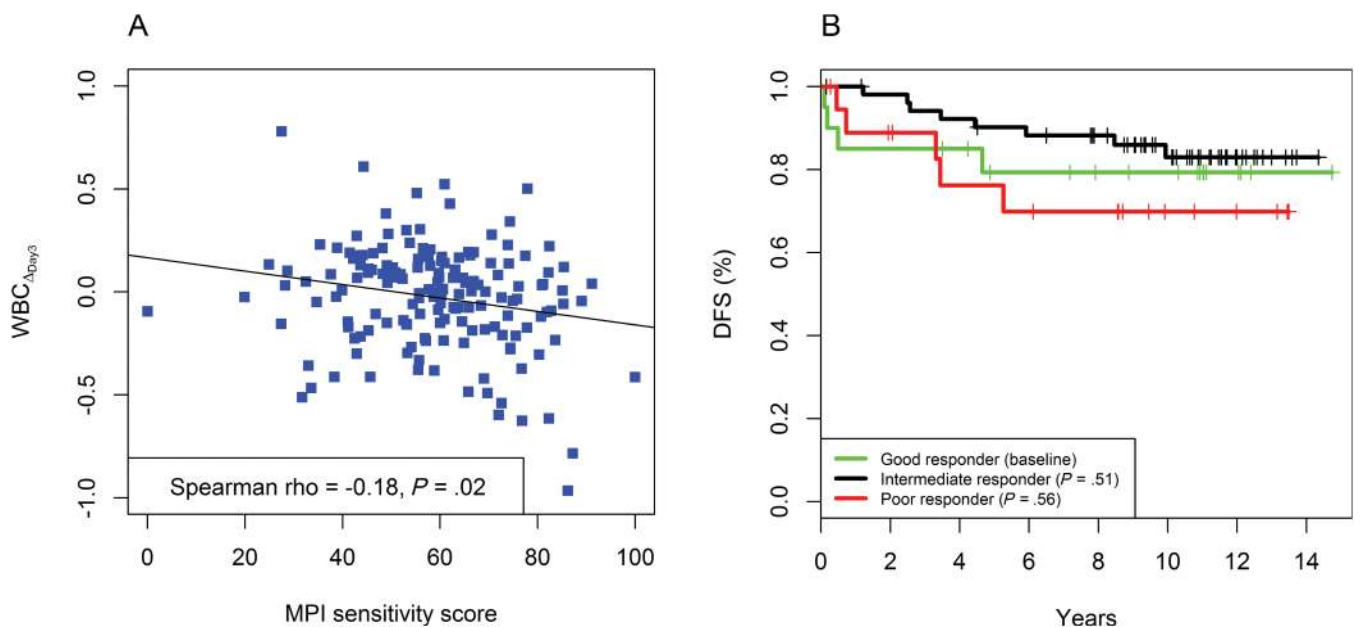 A
1.0
0.5
0.0
-0.5
-1.0
WBCΔDay3
Spearman rho = -0.18, P = .02
0 20 40 60 80 100
MPI sensitivity score
B
1.0
0.8
0.6
0.4
0.2
0.0
DFS (%)
Good responder (baseline)
Intermediate responder (P = .51)
Poor responder (P = .56)
0 2 4 6 8 10 12 14
Years